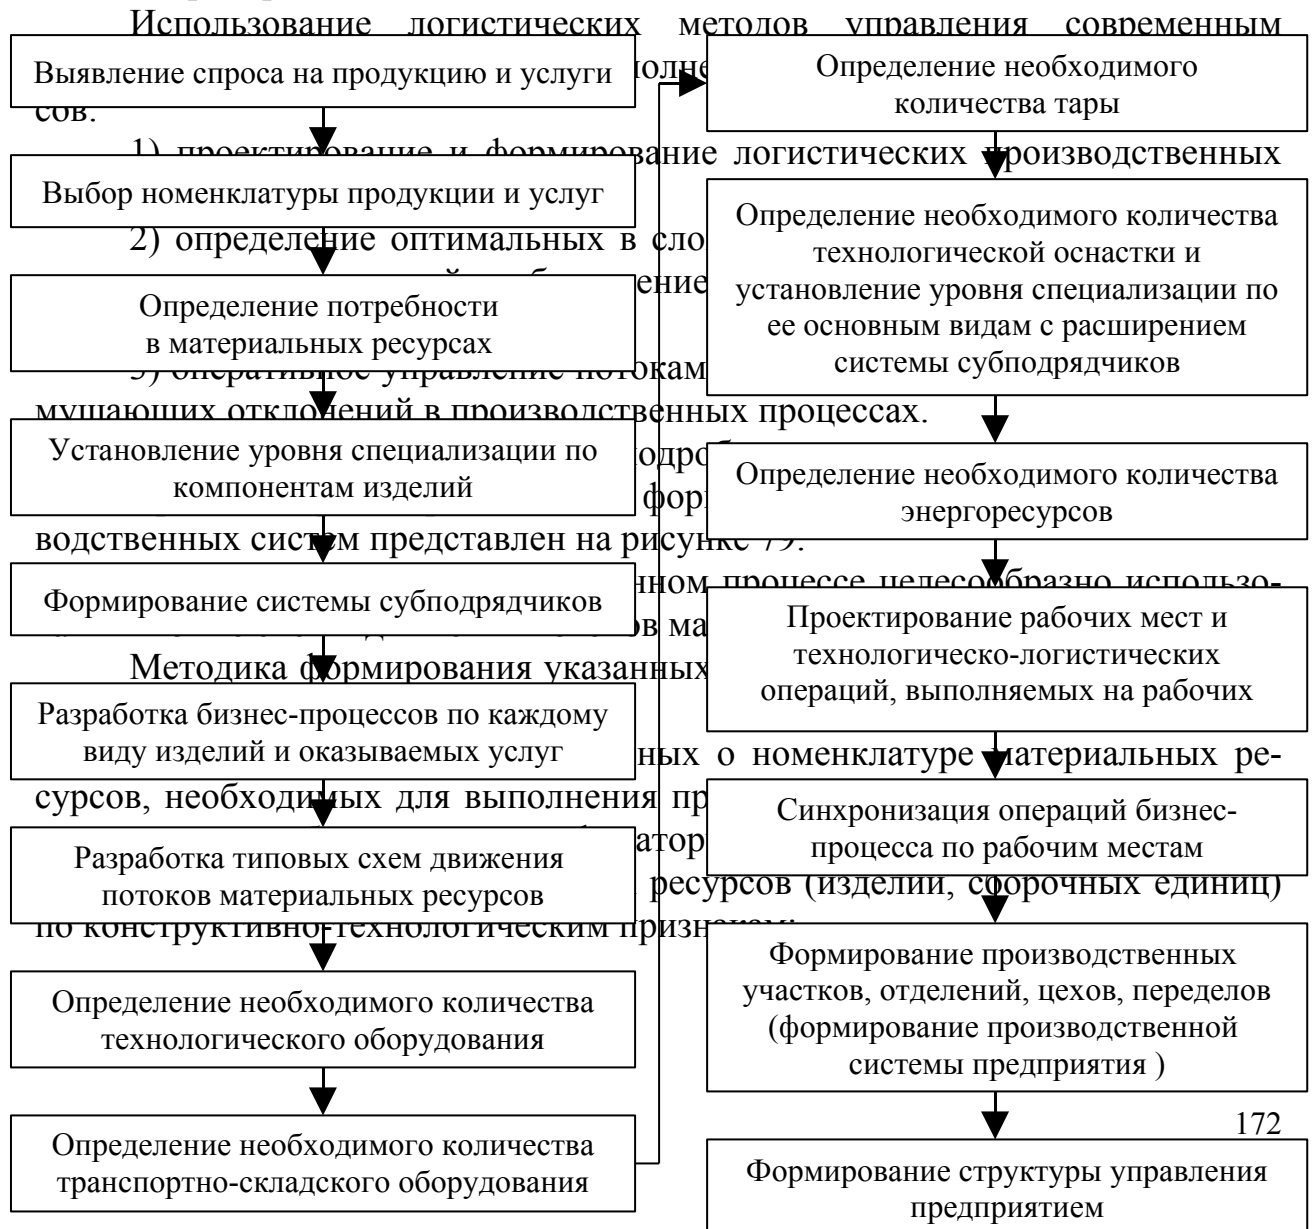 Использование логистических методов управления современным
Выявление спроса на продукцию и услуги
сов:
1) проектирование и формирование логистических производственных
Выбор номенклатуры продукции и услуг
2) определение оптимальных в
Определение потребности
в материальных ресурсах
3) оперативное управление
мущающих отклонений в производственных процессах.
Установление уровня специализации по
компонентам изделий
водственных систем представлен на рисунке 79.
Формирование системы субподрядчиков
процессе целесообразно использо-
Методика формирования указанных
Разработка бизнес-процессов по каждому
виду изделий и оказываемых услуг
о номенклатуре материальных ре-
сурсов, необходимых для выполнения
Разработка типовых схем движения
потоков материальных ресурсов
ресурсов (изделий, сборочных единиц)
по конструктивно-технологическим признакам:
Определение необходимого количества
технологического оборудования
Определение необходимого количества
транспортно-складского оборудования
Определение необходимого
количества тары
Определение необходимого количества
технологической оснастки и
установление уровня специализации по
ее основным видам с расширением
системы субподрядчиков
Определение необходимого количества
энергоресурсов
Проектирование рабочих мест и
технологическо-логистических
операций, выполняемых на рабочих
Синхронизация операций бизнес-
процесса по рабочим местам
Формирование производственных
участков, отделений, цехов, переделов
(формирование производственной
системы предприятия )
172
Формирование структуры управления
предприятием